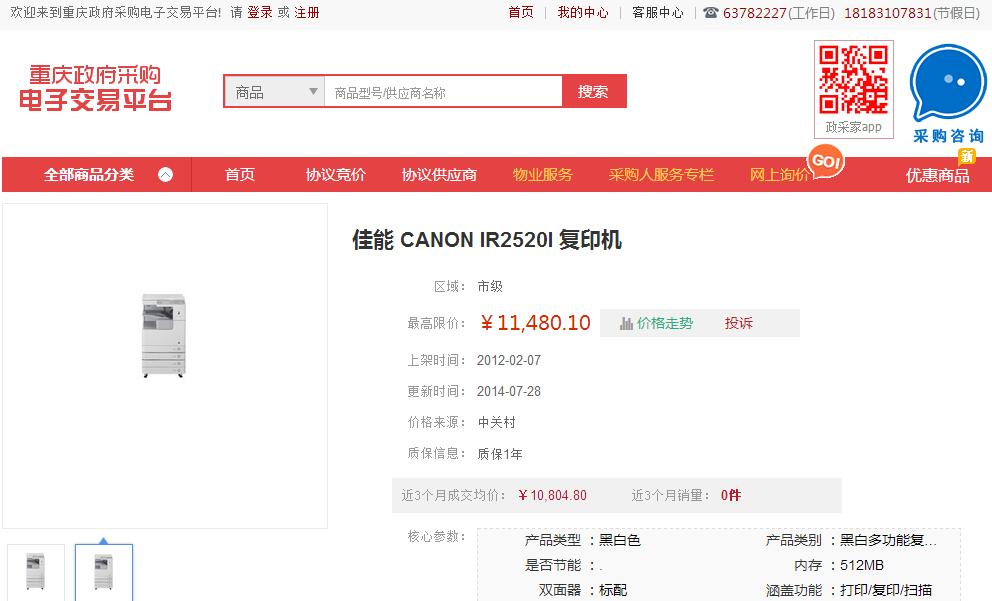 欢迎来到重庆政府采购电子交易平台! 请 登录 或 注册 首页 我的中心 客服中心 63782227(工作日) 18183107831(节假日)
重庆政府采购
电子交易平台
商品 商品型号/供应商名称 搜索
政采家app
采购咨询
全部商品分类 首页 协议竞价 协议供应商 物业服务 采购人服务专栏 网上询价 GO! 优惠商品 新
佳能 CANON IR2520I 复印机
区域： 市级
最高限价： ￥11,480.10 价格走势 投诉
上架时间： 2012-02-07
更新时间： 2014-07-28
价格来源： 中关村
质保信息： 质保1年
近3个月成交均价： ￥10,804.80 近3个月销量： 0件
核心参数：
产品类型 ：黑白色 产品类别 ：黑白多功能复...
是否节能 ：. 内存 ：512MB
双面器 ：标配 涵盖功能 ：打印/复印/扫描